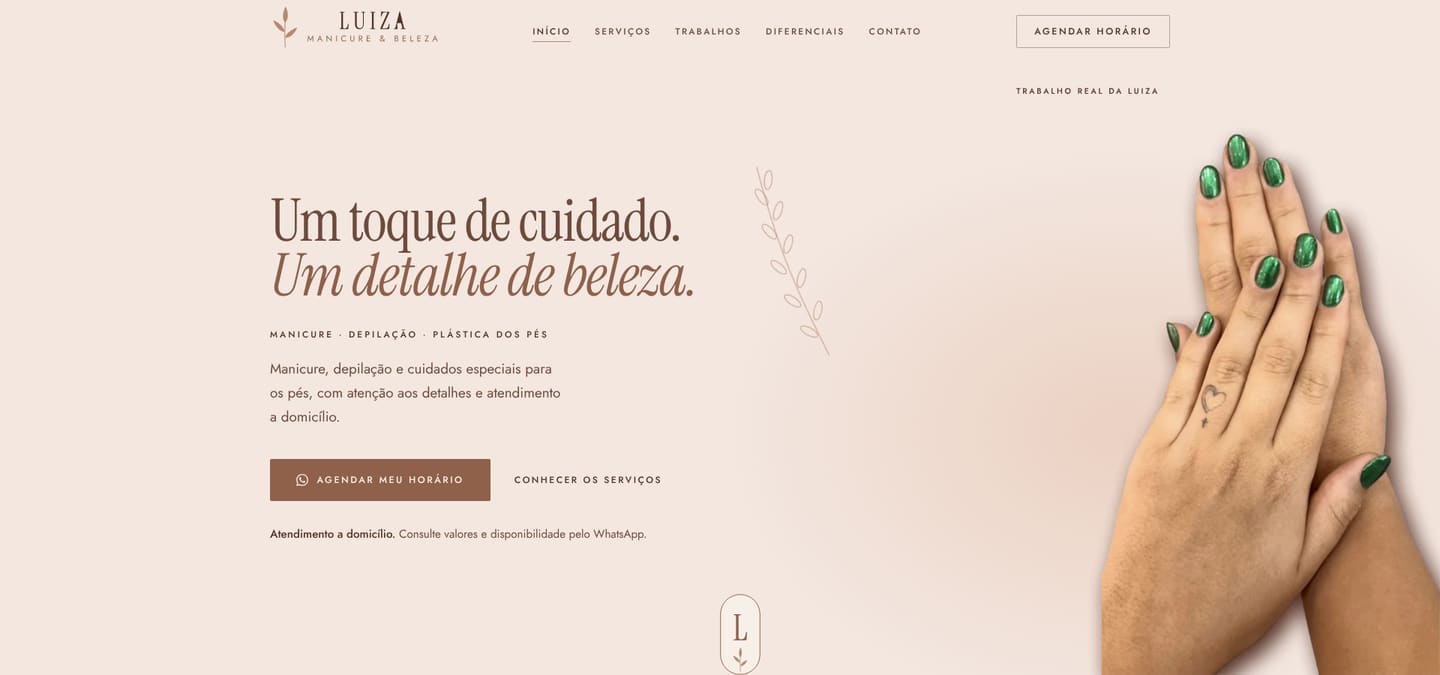 LUIZA
MANICURE & BELEZA
INÍCIO
SERVIÇOS
TRABALHOS
DIFERENCIAIS
CONTATO
AGENDAR HORÁRIO
TRABALHO REAL DA LUIZA
Um toque de cuidado.
Um detalhe de beleza.
MANICURE · DEPILAÇÃO · PLÁSTICA DOS PÉS
Manicure, depilação e cuidados especiais para
os pés, com atenção aos detalhes e atendimento
a domicílio.
AGENDAR MEU HORÁRIO
CONHECER OS SERVIÇOS
Atendimento a domicílio. Consulte valores e disponibilidade pelo WhatsApp.
L